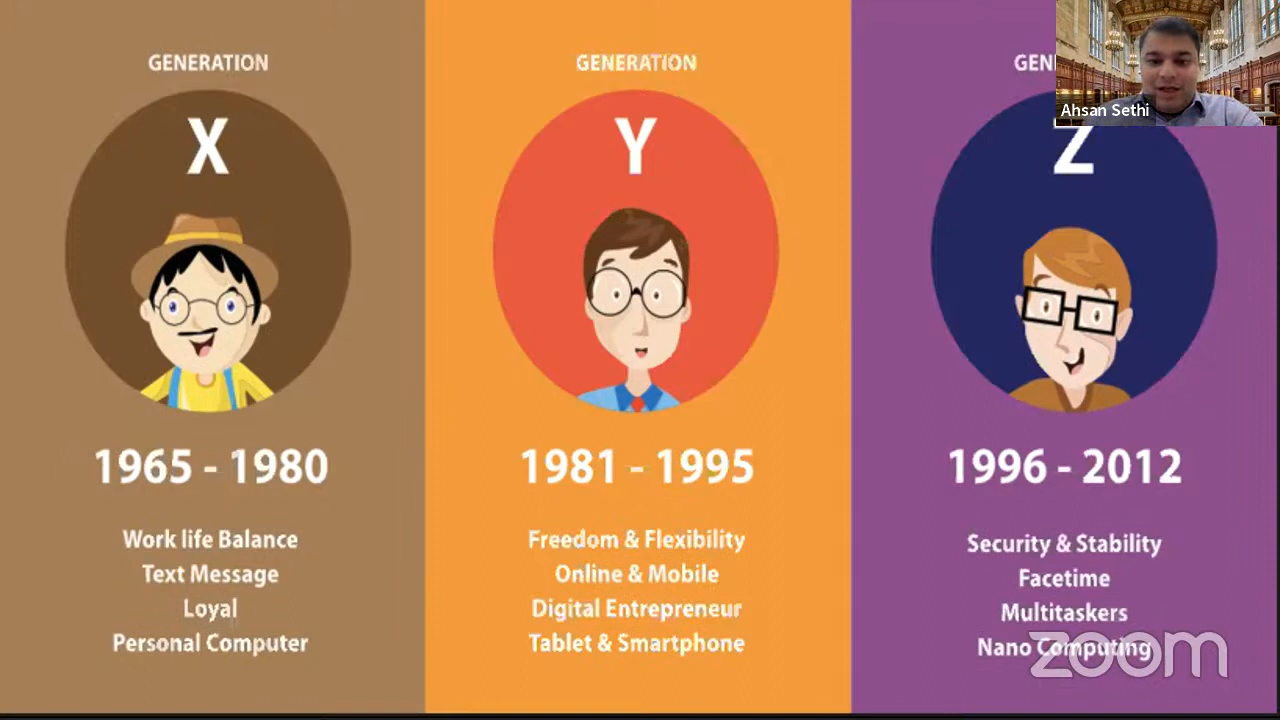 GENERATION
X
1965 - 1980
Work life Balance
Text Message
Loyal
Personal Computer
GENERATION
Y
1981 - 1995
Freedom & Flexibility
Online & Mobile
Digital Entrepreneur
Tablet & Smartphone
GEN
Z
1996 - 2012
Security & Stability
Facetime
Multitaskers
Nano Computing
Ahsan Sethi
zoom